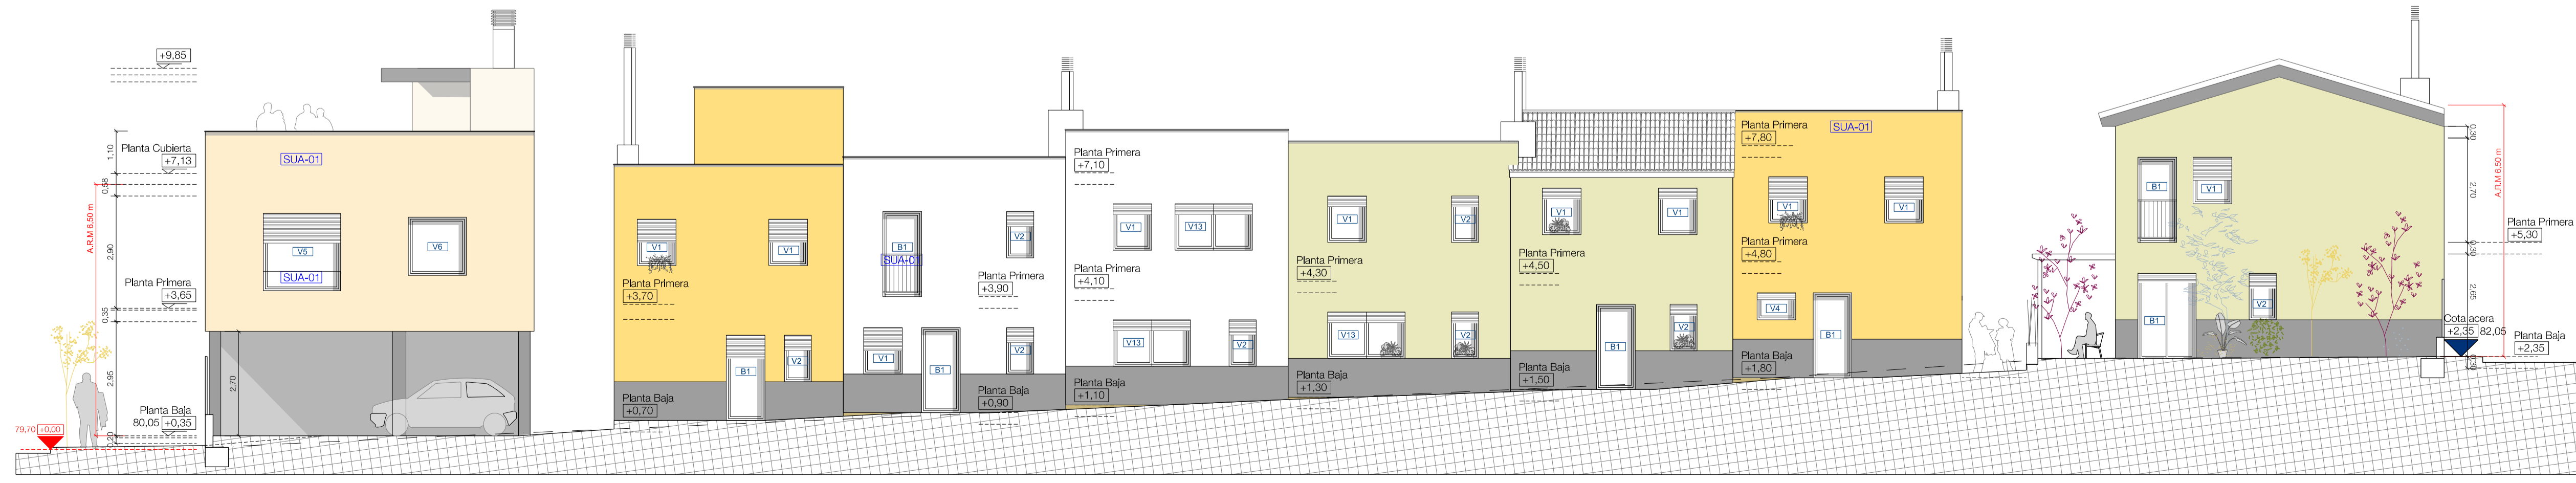 +9,85
Planta Cubierta
+7,13
1,10
0,58
A.R.M 6,50 m
2,90
Planta Primera
+3,65
0,35
2,95
Planta Baja
80,05 +0,35
0,20
79,70 +0,00
SUA-01
V5
SUA-01
V6
2,70
V1
V1
Planta Primera
+3,70
B1
V2
Planta Baja
+0,70
B1
SUA-01
V2
Planta Primera
+3,90
V1
B1
V2
Planta Baja
+0,90
Planta Primera
+7,10
V1
V13
Planta Primera
+4,10
V13
V2
Planta Baja
+1,10
V1
V2
Planta Primera
+4,30
V13
V2
Planta Baja
+1,30
V1
V1
Planta Primera
+4,50
B1
V2
Planta Baja
+1,50
Planta Primera
+7,80
SUA-01
V1
V1
Planta Primera
+4,80
V4
B1
Planta Baja
+1,80
B1
V1
B1
V2
0,30
2,70
0,30
2,65
0,30
A.R.M 6,50 m
Planta Primera
+5,30
Cota acera
+2,35 82,05
Planta Baja
+2,35